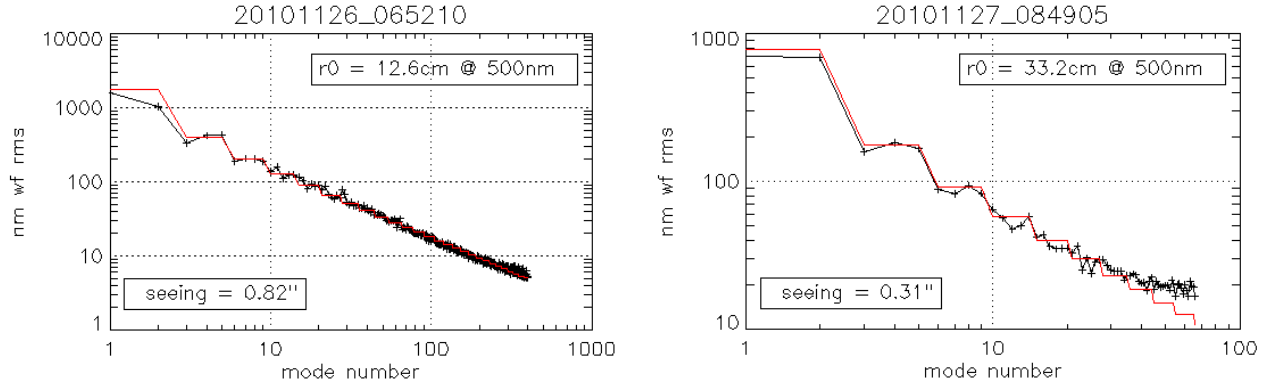 20101126_065210
10000
1000
100
10
1
nm wf rms
r0 = 12.6cm @ 500nm
seeing = 0.82"
1 10 100 1000
mode number
20101127_084905
1000
100
10
nm wf rms
r0 = 33.2cm @ 500nm
seeing = 0.31"
1 10 100
mode number